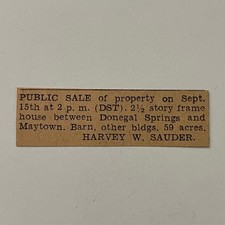 PUBLIC SALE of property on Sept.
15th at 2 p. m. (DST). 2½ story frame
house between Donegal Springs and
Maytown. Barn, other bldgs, 59 acres.
HARVEY W. SAUDER.